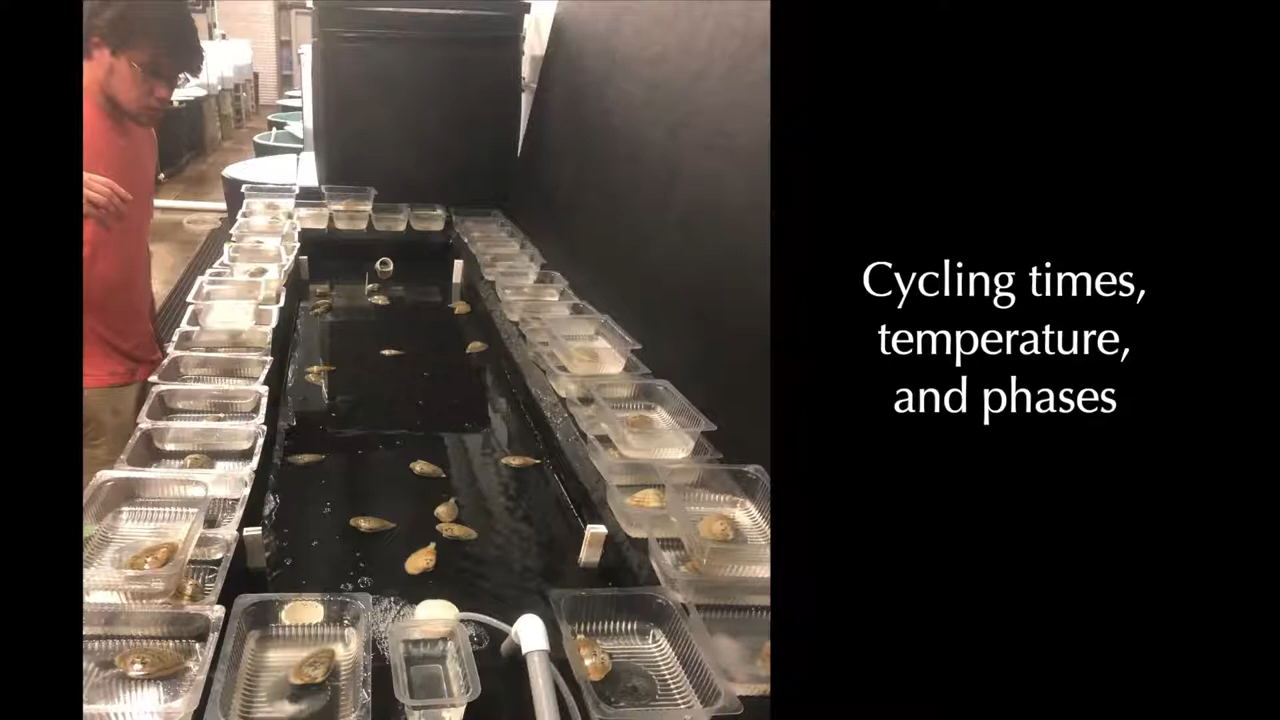 Cycling times,
temperature,
and phases